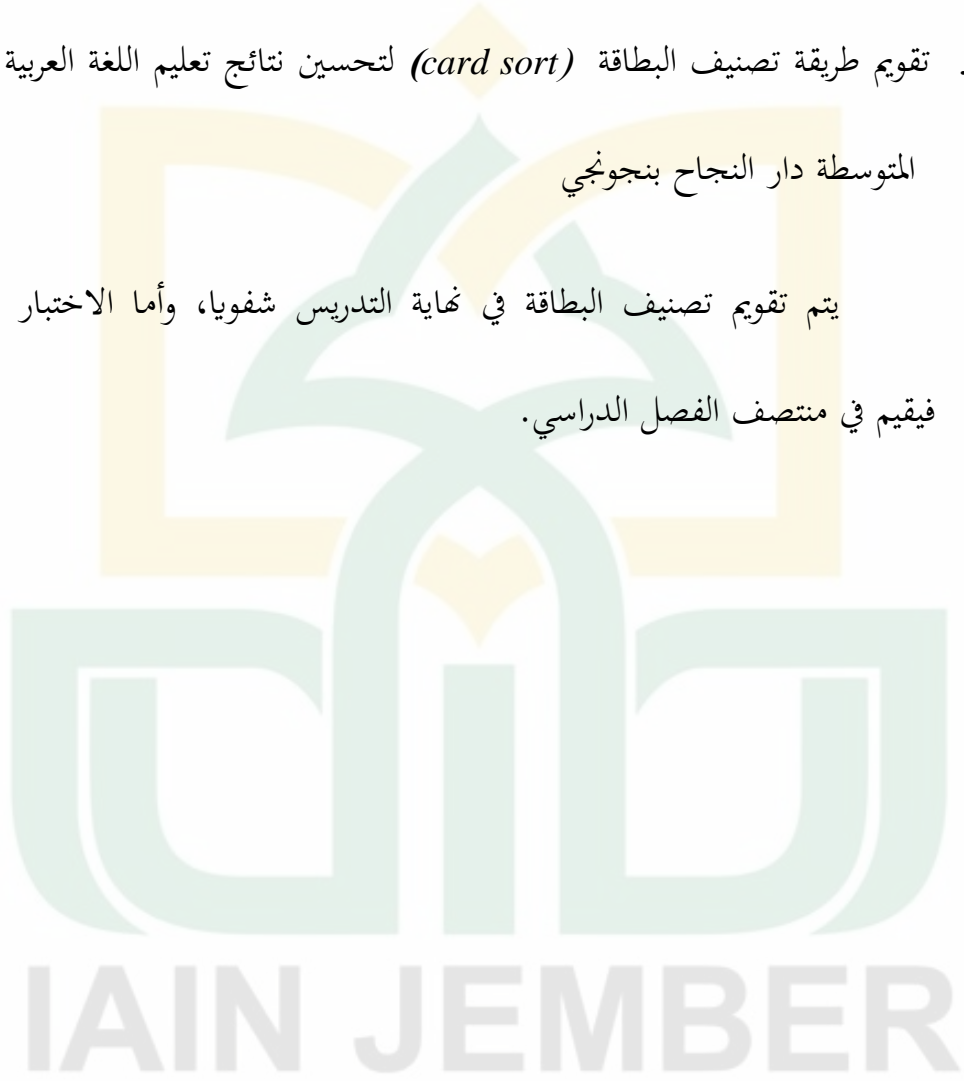 . تقويم طريقة تصنيف البطاقة (card sort) لتحسين نتائج تعليم اللغة العربية
المتوسطة دار النجاح بنجونجي
يتم تقويم تصنيف البطاقة في نهاية التدريس شفويا، وأما الاختبار
فيقيم في منتصف الفصل الدراسي.
IAIN JEMBER